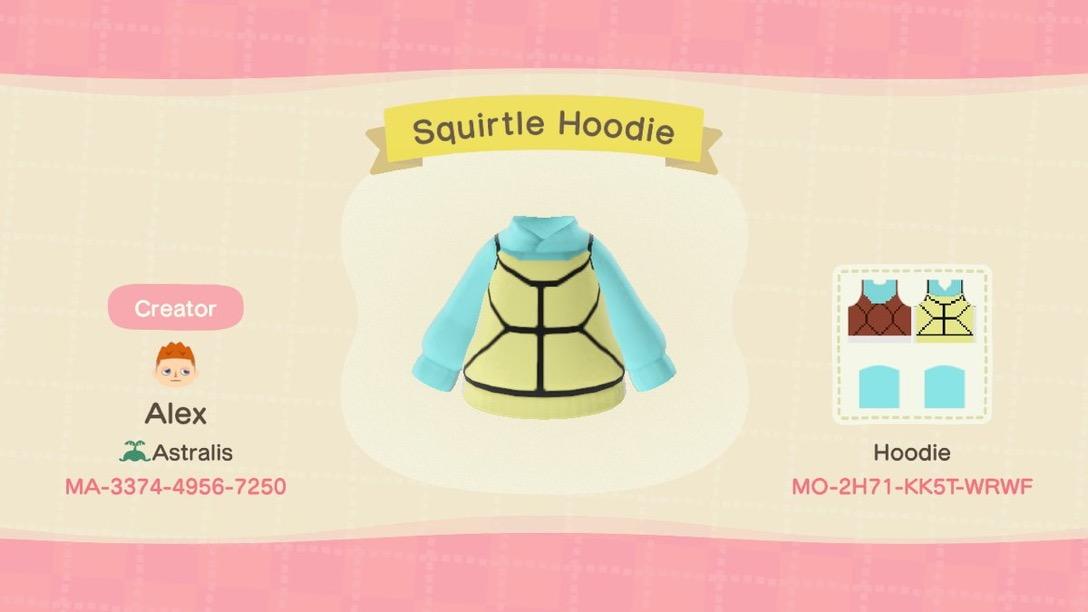 Squirtle Hoodie
Creator
Alex
Astralis
MA-3374-4956-7250
Hoodie
MO-2H71-KK5T-WRWF